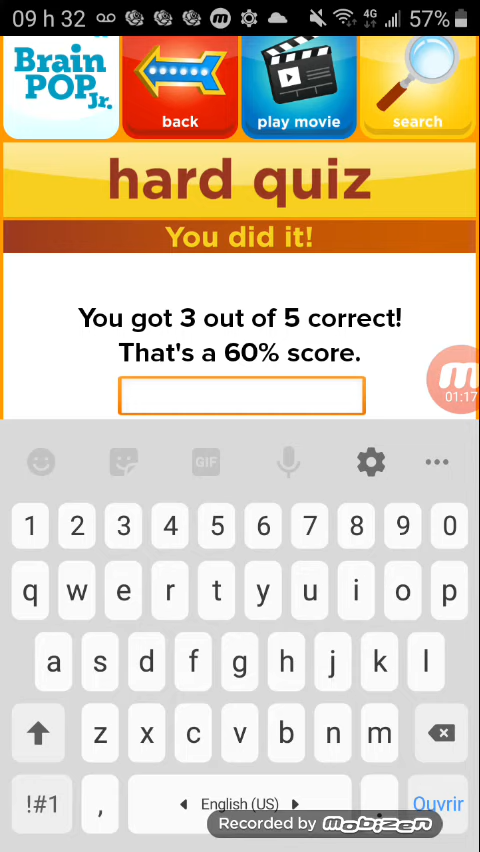 09 h 32 4G 57%
Brain
POP Jr.
back
play movie
search
hard quiz
You did it!
You got 3 out of 5 correct!
That's a 60% score.
m
01:17
GIF
1 2 3 4 5 6 7 8 9 0
q w e r t y u i o p
a s d f g h j k l
z x c v b n m
!#1 , English (US) . Ouvrir
Recorded by mobizen